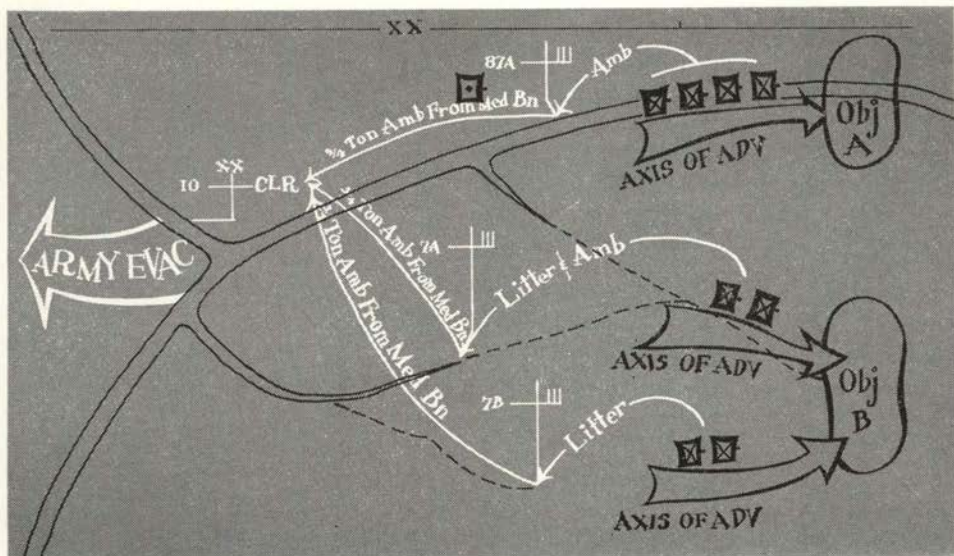 XX
87A
Amb
¾ Ton Amb From Med Bn
Obj
A
AXIS OF ADV
XX
10
CLR
¾ Ton Amb From Med Bn
7A
ARMY EVAC
Litter & Amb
Ton Amb From Med Bn
AXIS OF ADV
Obj
B
7B
Litter
AXIS OF ADV